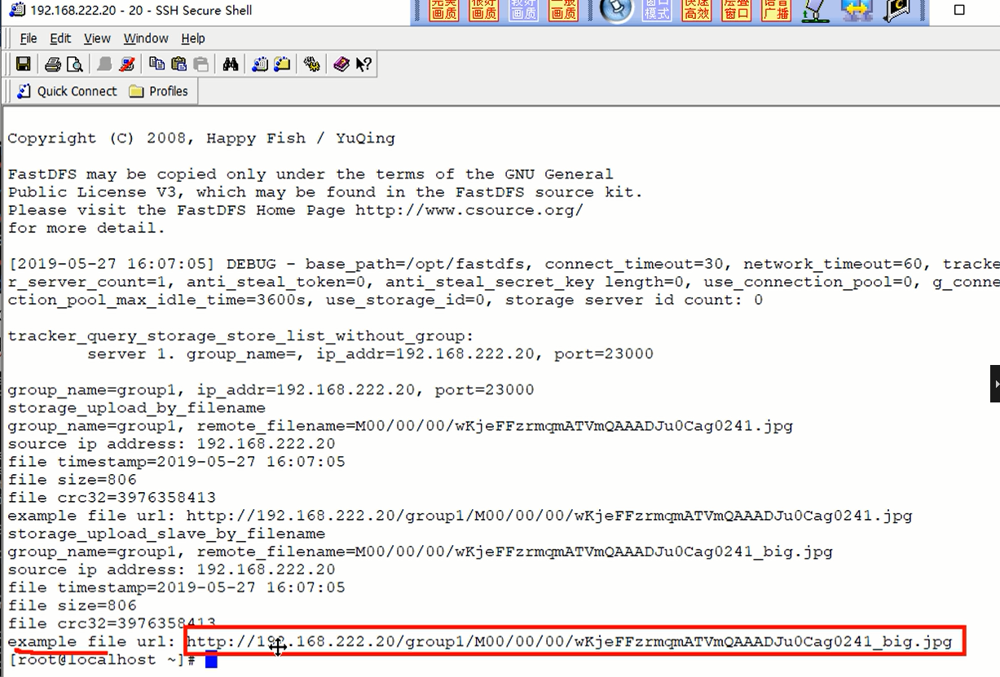 192.168.222.20 - 20 - SSH Secure Shell
完美画质 很好画质 较好画质 一般画质 窗口模式 快速高效 层叠窗口 语音广播
File Edit View Window Help
Quick Connect Profiles
Copyright (C) 2008, Happy Fish / YuQing
FastDFS may be copied only under the terms of the GNU General
Public License V3, which may be found in the FastDFS source kit.
Please visit the FastDFS Home Page http://www.csource.org/
for more detail.
[2019-05-27 16:07:05] DEBUG - base_path=/opt/fastdfs, connect_timeout=30, network_timeout=60, tracke
r_server_count=1, anti_steal_token=0, anti_steal_secret_key length=0, use_connection_pool=0, g_conne
ction_pool_max_idle_time=3600s, use_storage_id=0, storage server id count: 0
tracker_query_storage_store_list_without_group:
server 1. group_name=, ip_addr=192.168.222.20, port=23000
group_name=group1, ip_addr=192.168.222.20, port=23000
storage_upload_by_filename
group_name=group1, remote_filename=M00/00/00/wKjeFFzrmqmATVmQAAADJu0Cag0241.jpg
source ip address: 192.168.222.20
file timestamp=2019-05-27 16:07:05
file size=806
file crc32=3976358413
example file url: http://192.168.222.20/group1/M00/00/00/wKjeFFzrmqmATVmQAAADJu0Cag0241.jpg
storage_upload_slave_by_filename
group_name=group1, remote_filename=M00/00/00/wKjeFFzrmqmATVmQAAADJu0Cag0241_big.jpg
source ip address: 192.168.222.20
file timestamp=2019-05-27 16:07:05
file size=806
file crc32=3976358413
example file url: http://192.168.222.20/group1/M00/00/00/wKjeFFzrmqmATVmQAAADJu0Cag0241_big.jpg
[root@localhost ~]#